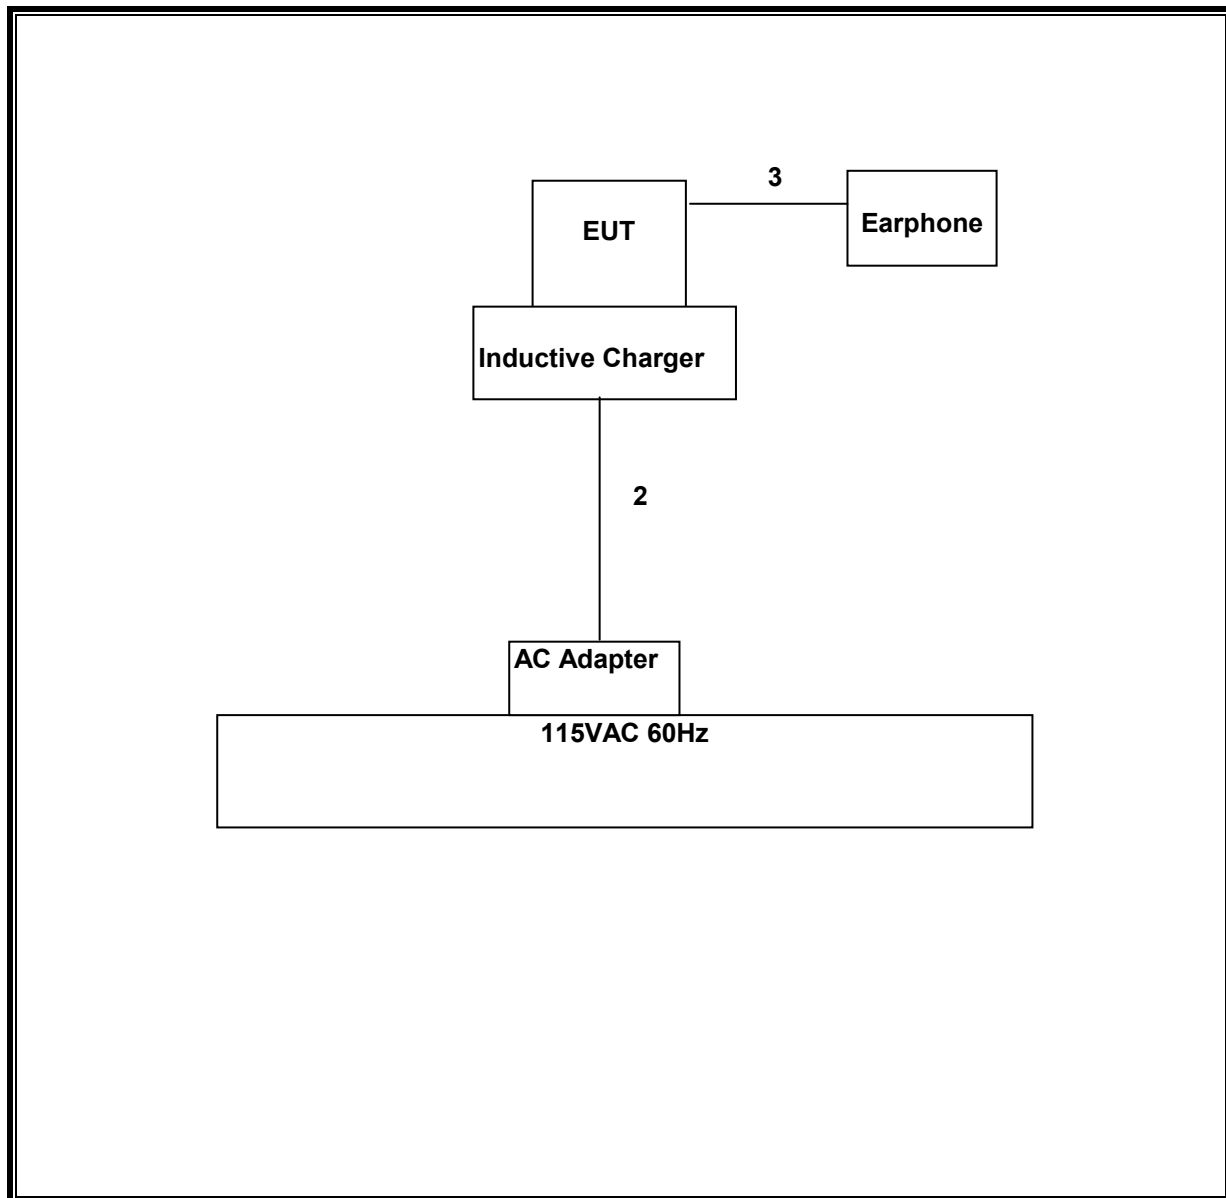 3
EUT
Earphone
Inductive Charger
2
AC Adapter
115VAC 60Hz